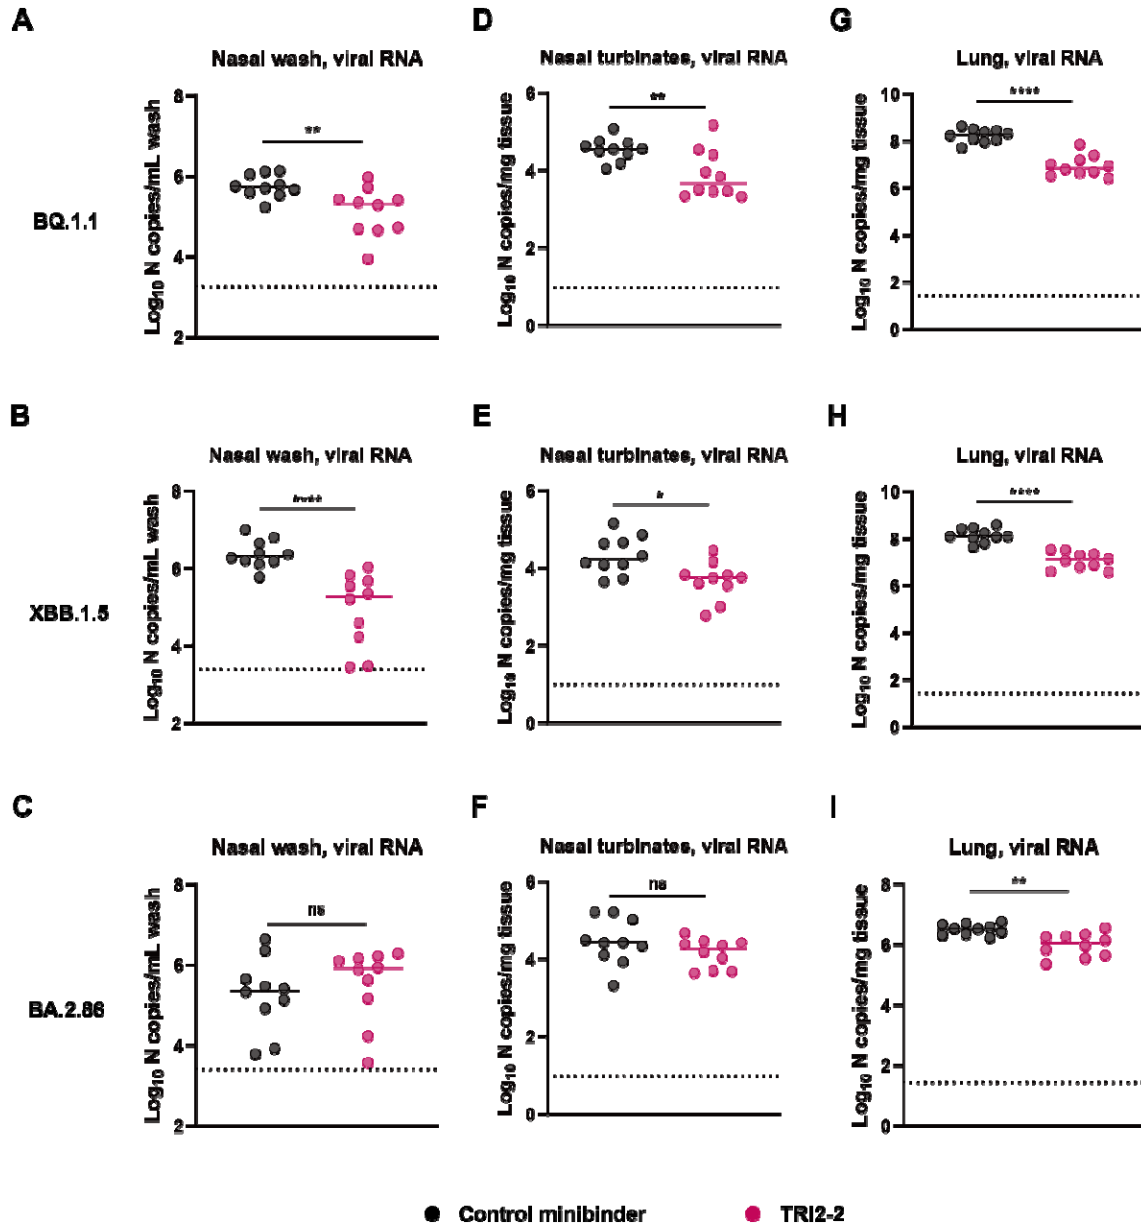 A
D
G
Nasal wash, viral RNA
Nasal turbinates, viral RNA
Lung, viral RNA
BQ.1.1
Log10 N copies/mL wash
8
6
4
2
**
Log10 N copies/mg tissue
6
4
2
0
**
Log10 N copies/mg tissue
10
8
6
4
2
0
****
B
E
H
Nasal wash, viral RNA
Nasal turbinates, viral RNA
Lung, viral RNA
XBB.1.5
Log10 N copies/mL wash
8
6
4
2
****
Log10 N copies/mg tissue
6
4
2
0
*
Log10 N copies/mg tissue
10
8
6
4
2
0
****
C
F
I
Nasal wash, viral RNA
Nasal turbinates, viral RNA
Lung, viral RNA
BA.2.86
Log10 N copies/mL wash
8
6
4
2
ns
Log10 N copies/mg tissue
6
4
2
0
ns
Log10 N copies/mg tissue
8
6
4
2
0
**
Control minibinder
TRI2-2